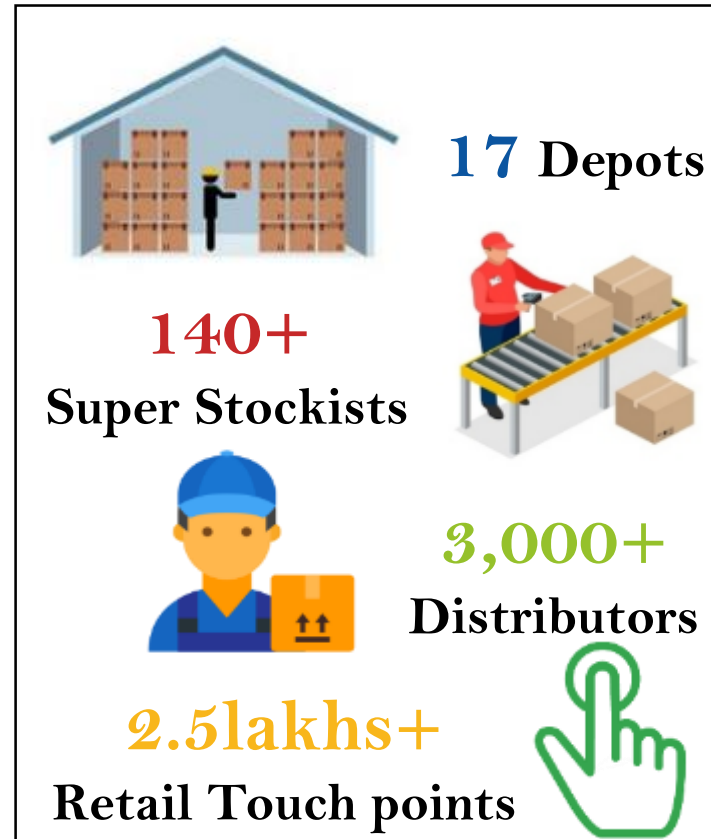 17 Depots
140+
Super Stockists
3,000+
Distributors
2.5lakhs+
Retail Touch points